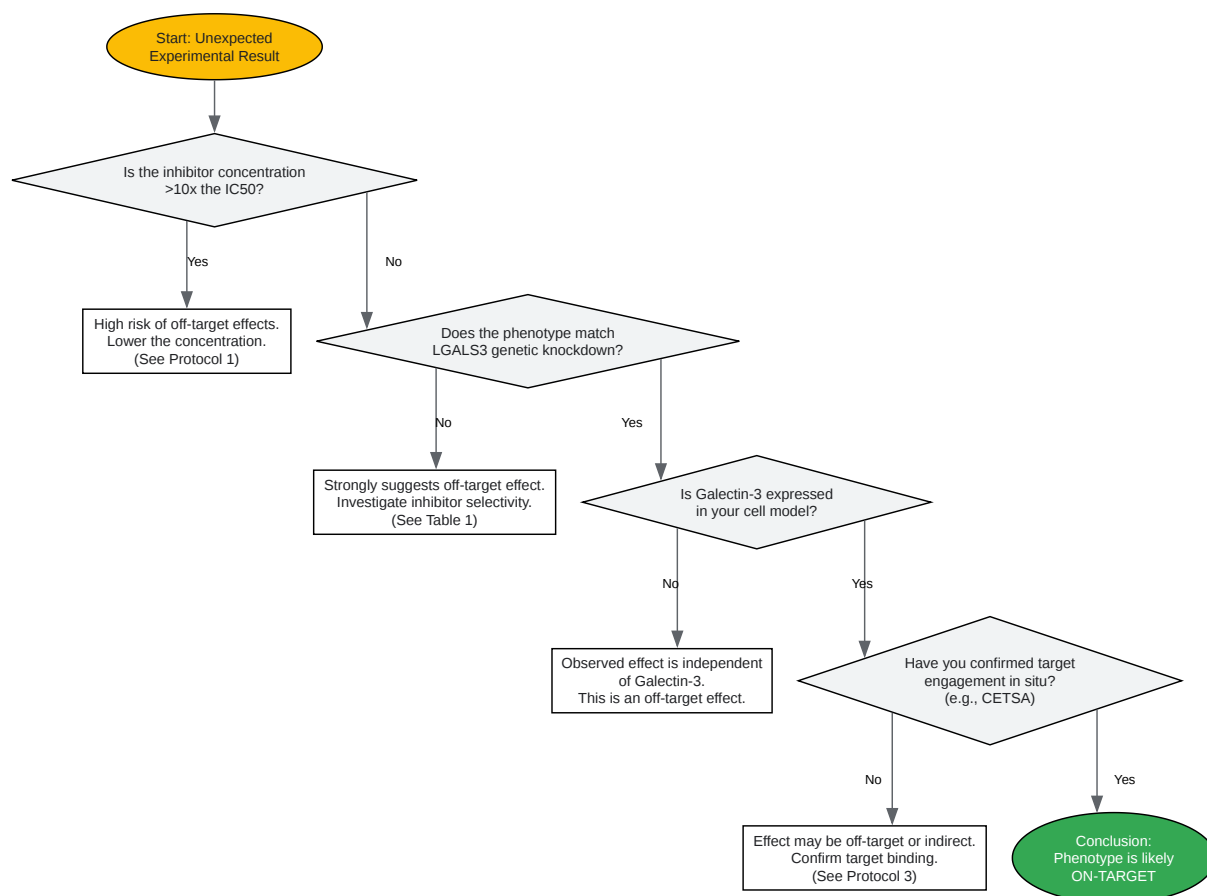 Start: Unexpected
Experimental Result
Is the inhibitor concentration
>10x the IC50?
Yes
No
High risk of off-target effects.
Lower the concentration.
(See Protocol 1)
Does the phenotype match
LGALS3 genetic knockdown?
No
Yes
Strongly suggests off-target effect.
Investigate inhibitor selectivity.
(See Table 1)
Is Galectin-3 expressed
in your cell model?
No
Yes
Observed effect is independent
of Galectin-3.
This is an off-target effect.
Have you confirmed target
engagement in situ?
(e.g., CETSA)
No
Yes
Effect may be off-target or indirect.
Confirm target binding.
(See Protocol 3)
Conclusion:
Phenotype is likely
ON-TARGET